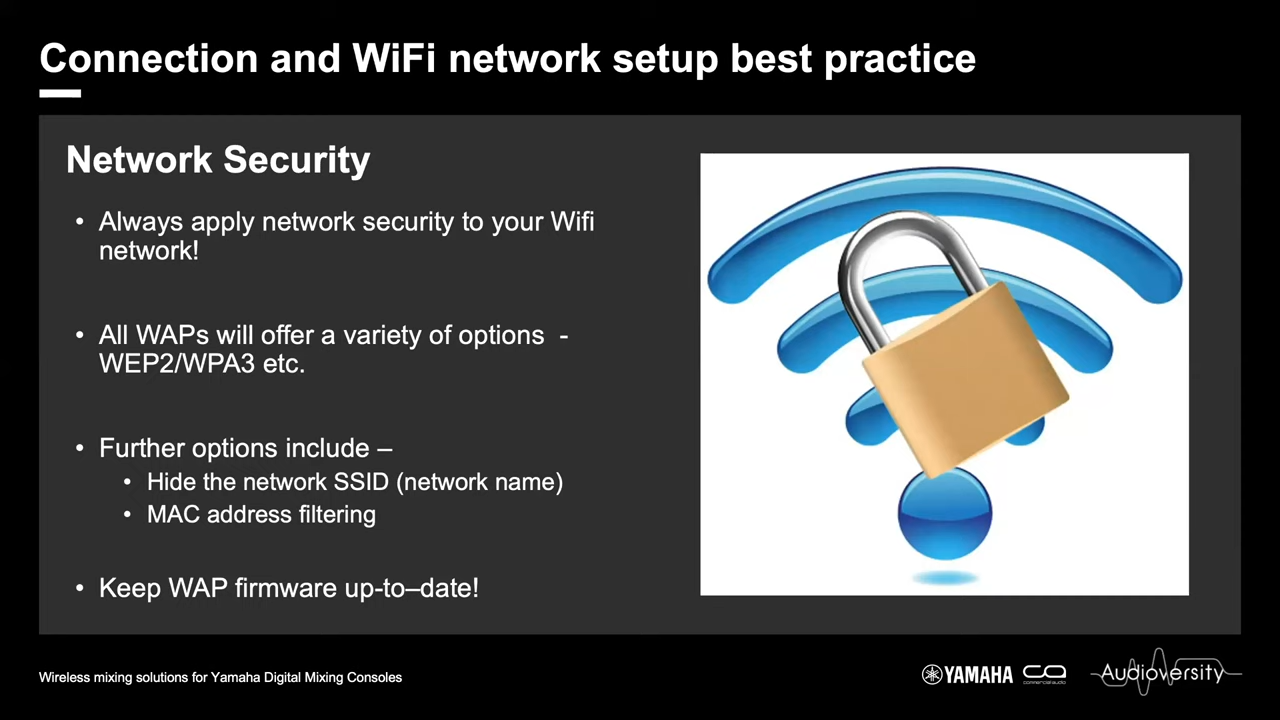 Connection and WiFi network setup best practice
Network Security
• Always apply network security to your Wifi
network!
• All WAPs will offer a variety of options  -
WEP2/WPA3 etc.
• Further options include –
• Hide the network SSID (network name)
• MAC address filtering
• Keep WAP firmware up-to–date!
Wireless mixing solutions for Yamaha Digital Mixing Consoles
YAMAHA
ca
commercial audio
Audioversity